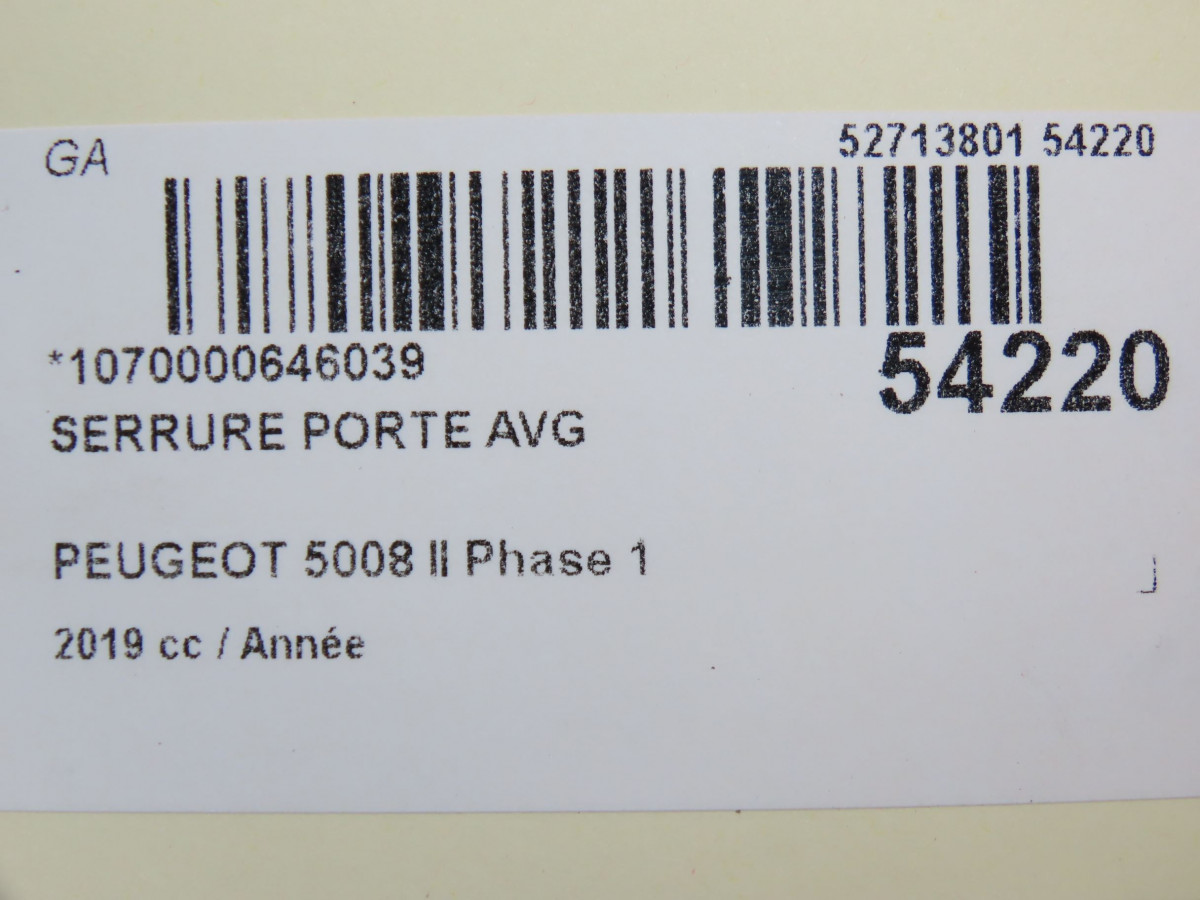 GA
52713801 54220
*1070000646039
54220
SERRURE PORTE AVG
PEUGEOT 5008 II Phase 1
2019 cc / Année